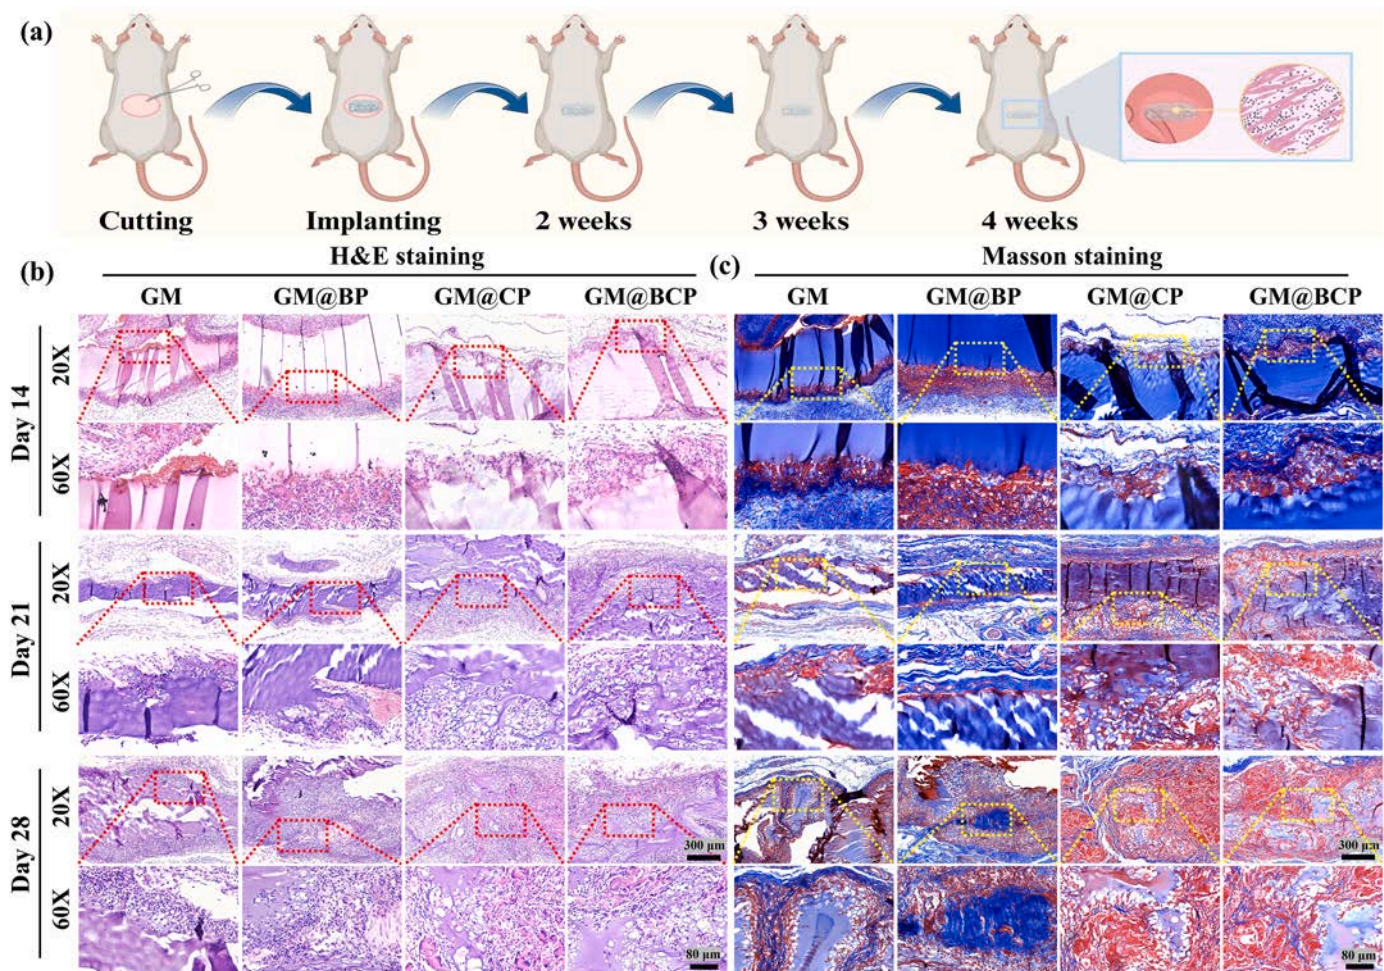 (a)
Cutting Implanting 2 weeks 3 weeks 4 weeks
(b) H&E staining
GM GM@BP GM@CP GM@BCP
(c) Masson staining
GM GM@BP GM@CP GM@BCP
Day 14
20X
60X
Day 21
20X
60X
Day 28
20X
300 μm 300 μm
60X
80 μm 80 μm